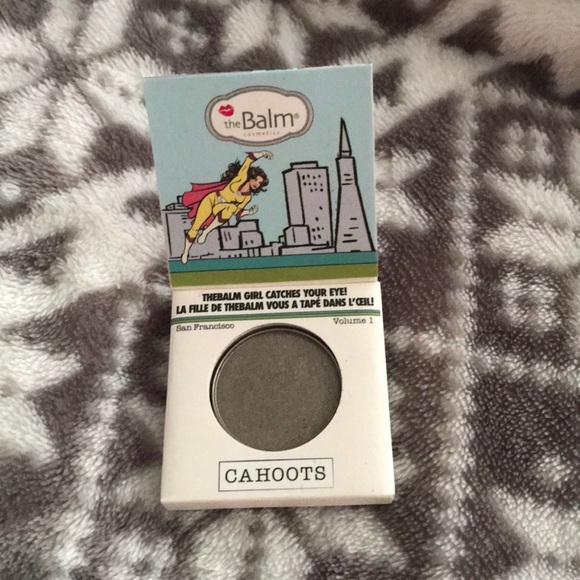 theBalm®
cosmetics
THEBALM GIRL CATCHES YOUR EYE!
LA FILLE DE THEBALM VOUS A TAPÉ DANS L'ŒIL!
San Francisco Volume 1
CAHOOTS